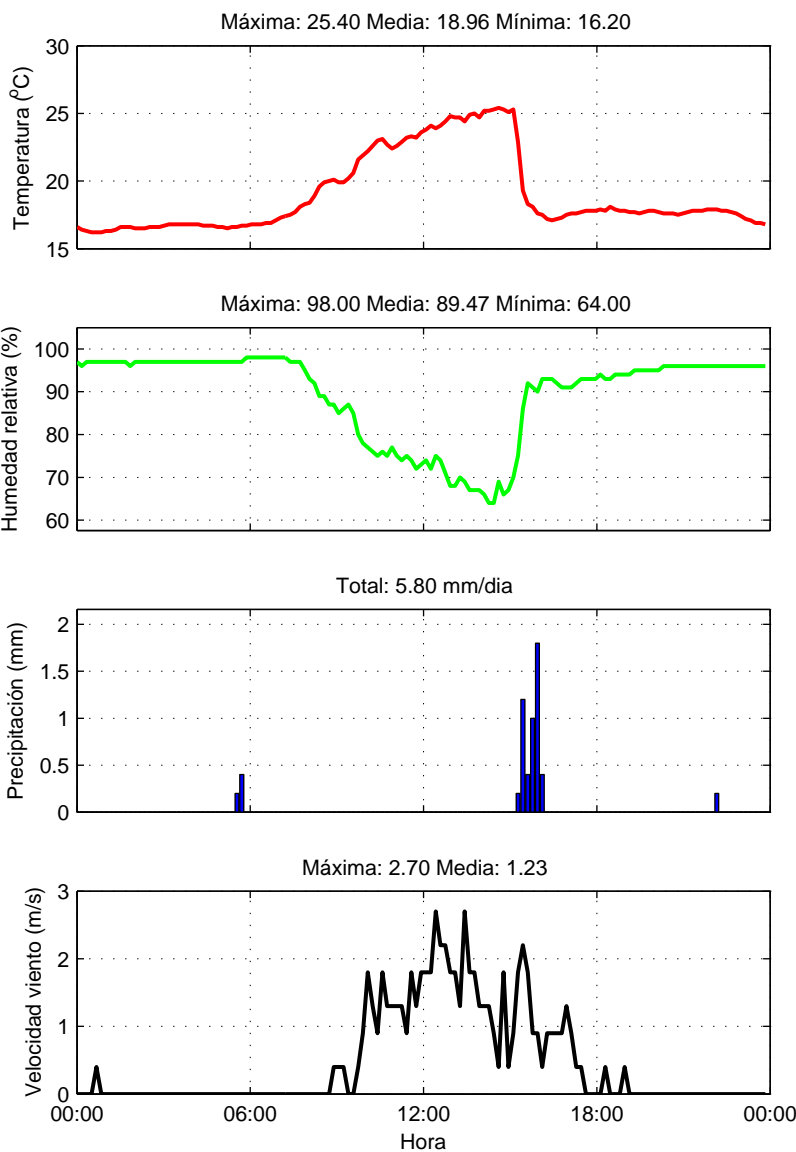 Máxima: 25.40 Media: 18.96 Mínima: 16.20
Temperatura (ºC)
30
25
20
15
Máxima: 98.00 Media: 89.47 Mínima: 64.00
Humedad relativa (%)
100
90
80
70
60
Total: 5.80 mm/dia
Precipitación (mm)
2
1.5
1
0.5
0
Máxima: 2.70 Media: 1.23
Velocidad viento (m/s)
3
2
1
0
00:00 06:00 12:00 18:00 00:00
Hora